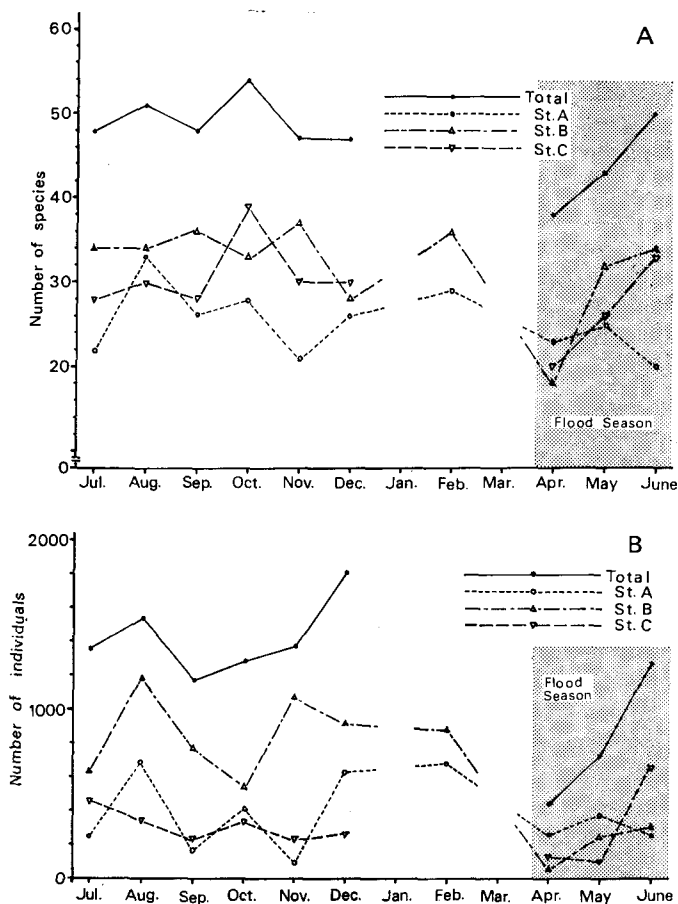 A
60
50
40
30
20
0
Number of species
Total
St.A
St.B
St.C
Flood Season
Jul. Aug. Sep. Oct. Nov. Dec. Jan. Feb. Mar. Apr. May June
B
2000
1000
0
Number of individuals
Total
St.A
St.B
St.C
Flood
Season
Jul. Aug. Sep. Oct. Nov. Dec. Jan. Feb. Mar. Apr. May June